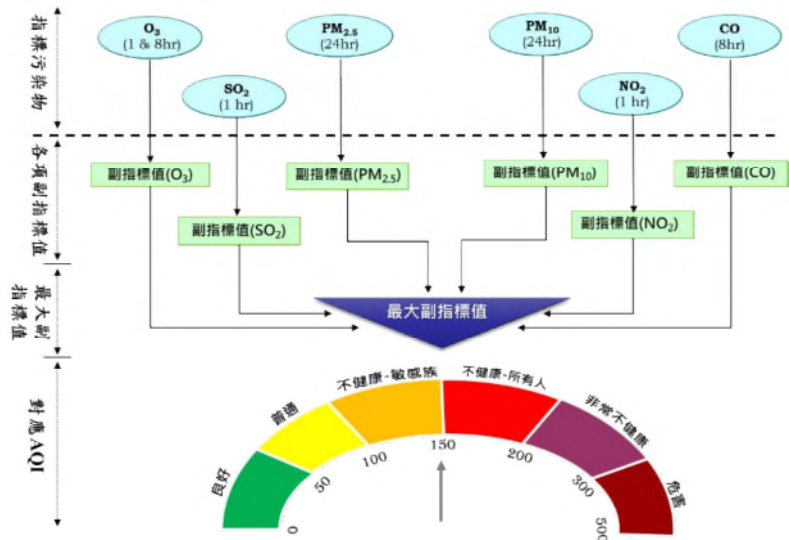 指標污染物
O₃
(1 & 8hr)
PM₂.₅
(24hr)
PM₁₀
(24hr)
CO
(8hr)
SO₂
(1 hr)
NO₂
(1 hr)
各項副指標值
副指標值(O₃)
副指標值(PM₂.₅)
副指標值(PM₁₀)
副指標值(CO)
副指標值(SO₂)
副指標值(NO₂)
最大副
指標值
最大副指標值
對應AQI
良好
普通
不健康-敏感族
不健康-所有人
非常不健康
危害
0
50
100
150
200
300
500